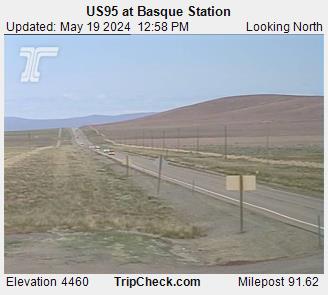 US95 at Basque Station
Updated: May 19 2024 12:58 PM Looking North
Elevation 4460 TripCheck.com Milepost 91.62